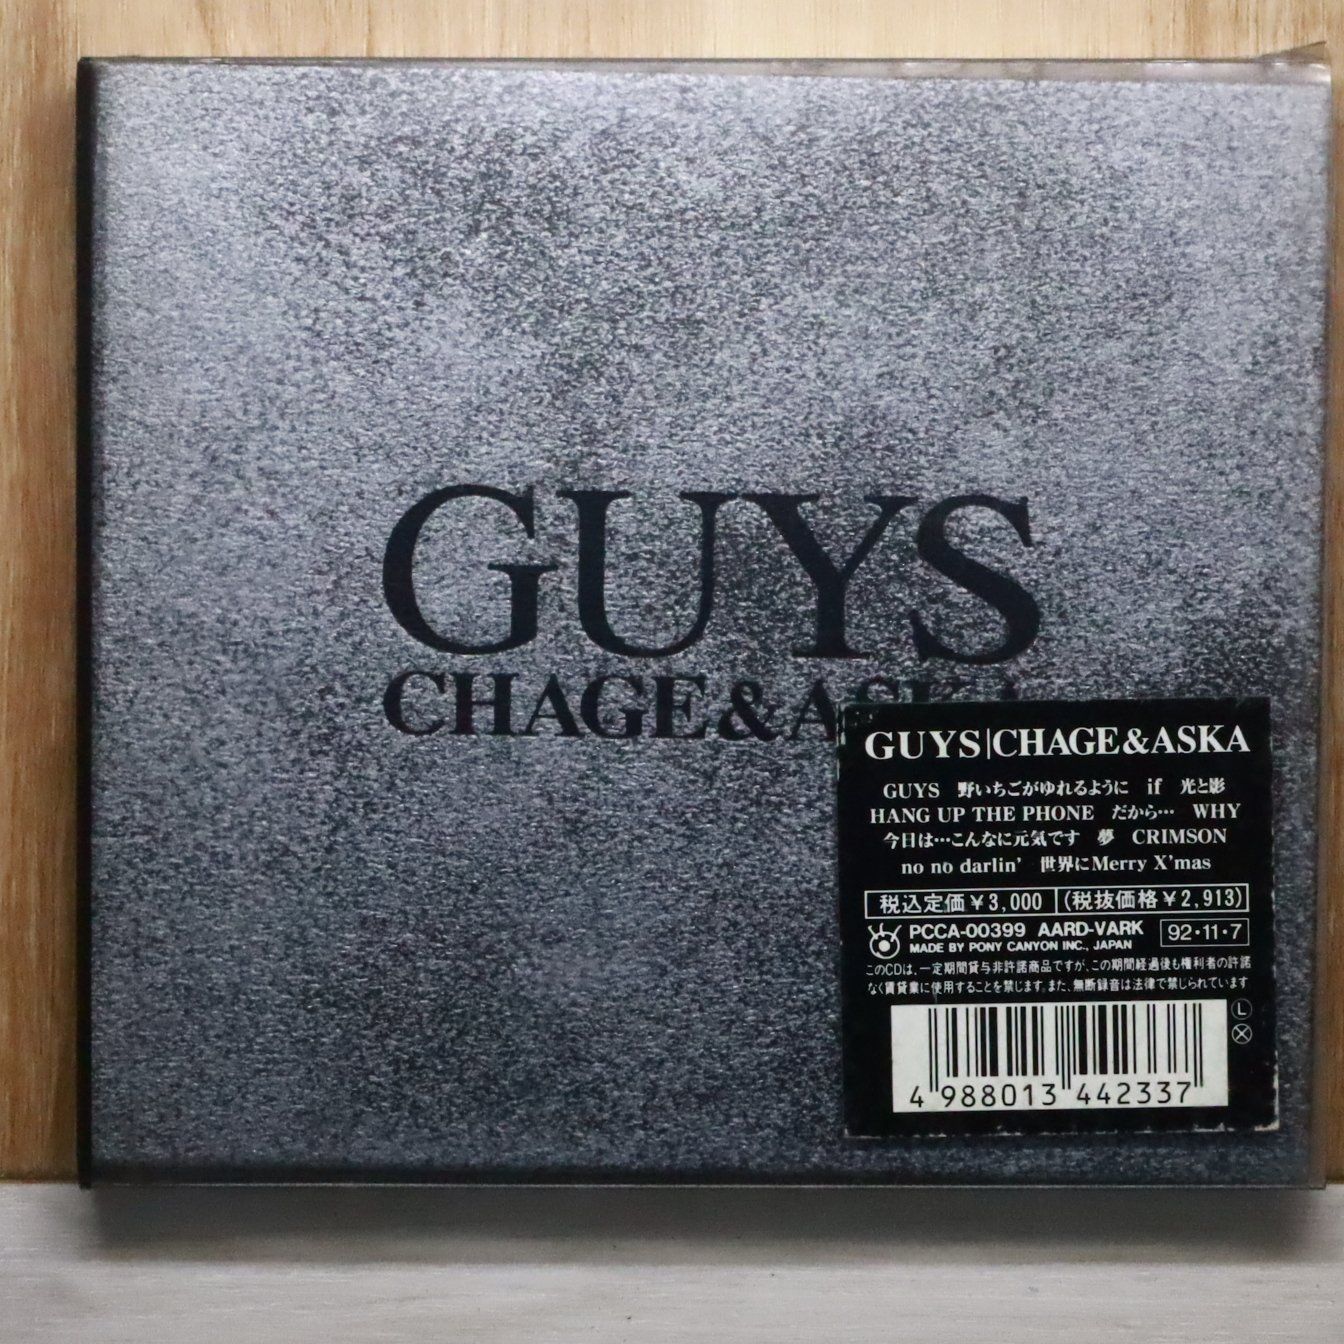 GUYS
CHAGE&ASKA
GUYS|CHAGE&ASKA
GUYS 野いちごがゆれるように if 光と影
HANG UP THE PHONE だから… WHY
今日は…こんなに元気です 夢 CRIMSON
no no darlin' 世界にMerry X'mas
税込定価¥3,000 (税抜価格¥2,913)
PCCA-00399 AARD-VARK 92・11・7
MADE BY PONY CANYON INC., JAPAN
このCDは、一定期間貸与非許諾商品ですが、この期間経過後も権利者の許諾
なく賃貸業に使用することを禁じます。また、無断録音は法律で禁じられています。
L
X
4 988013 442337